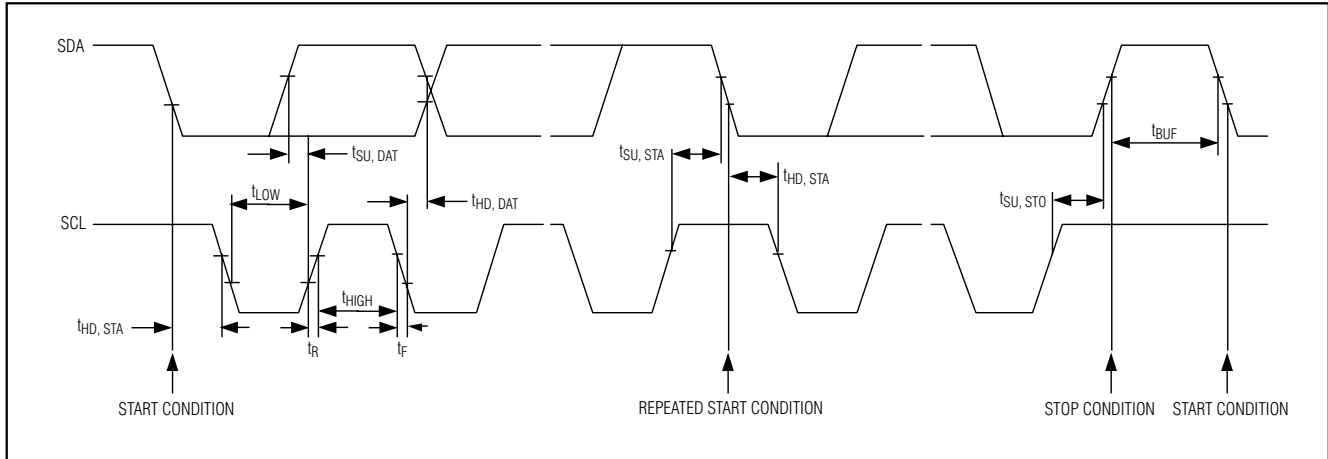 SDA
tSU, DAT
tLOW
tHD, DAT
tSU, STA
tHD, STA
tBUF
tSU, STO
SCL
tHIGH
tHD, STA
tR
tF
START CONDITION
REPEATED START CONDITION
STOP CONDITION
START CONDITION